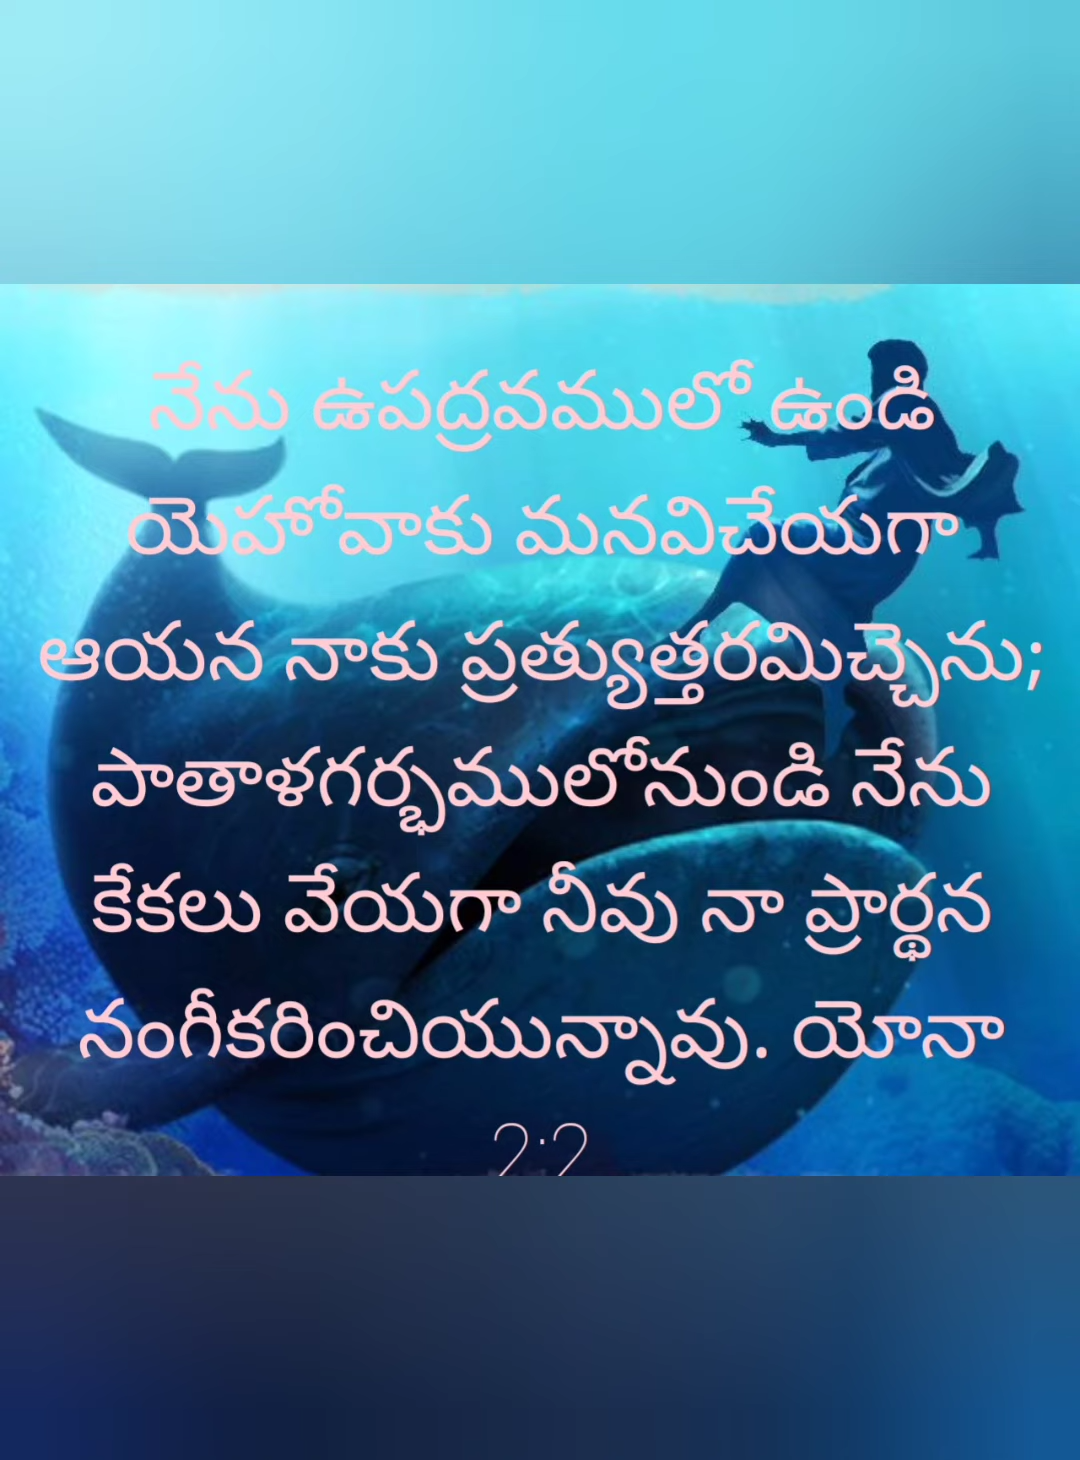 నేను ఉపద్రవములో ఉండి
యెహోవాకు మనవిచేయగా
ఆయన నాకు ప్రత్యుత్తరమిచ్చెను;
పాతాళగర్భములోనుండి నేను
కేకలు వేయగా నీవు నా ప్రార్థన
నంగీకరించియున్నావు. యోనా
2:2